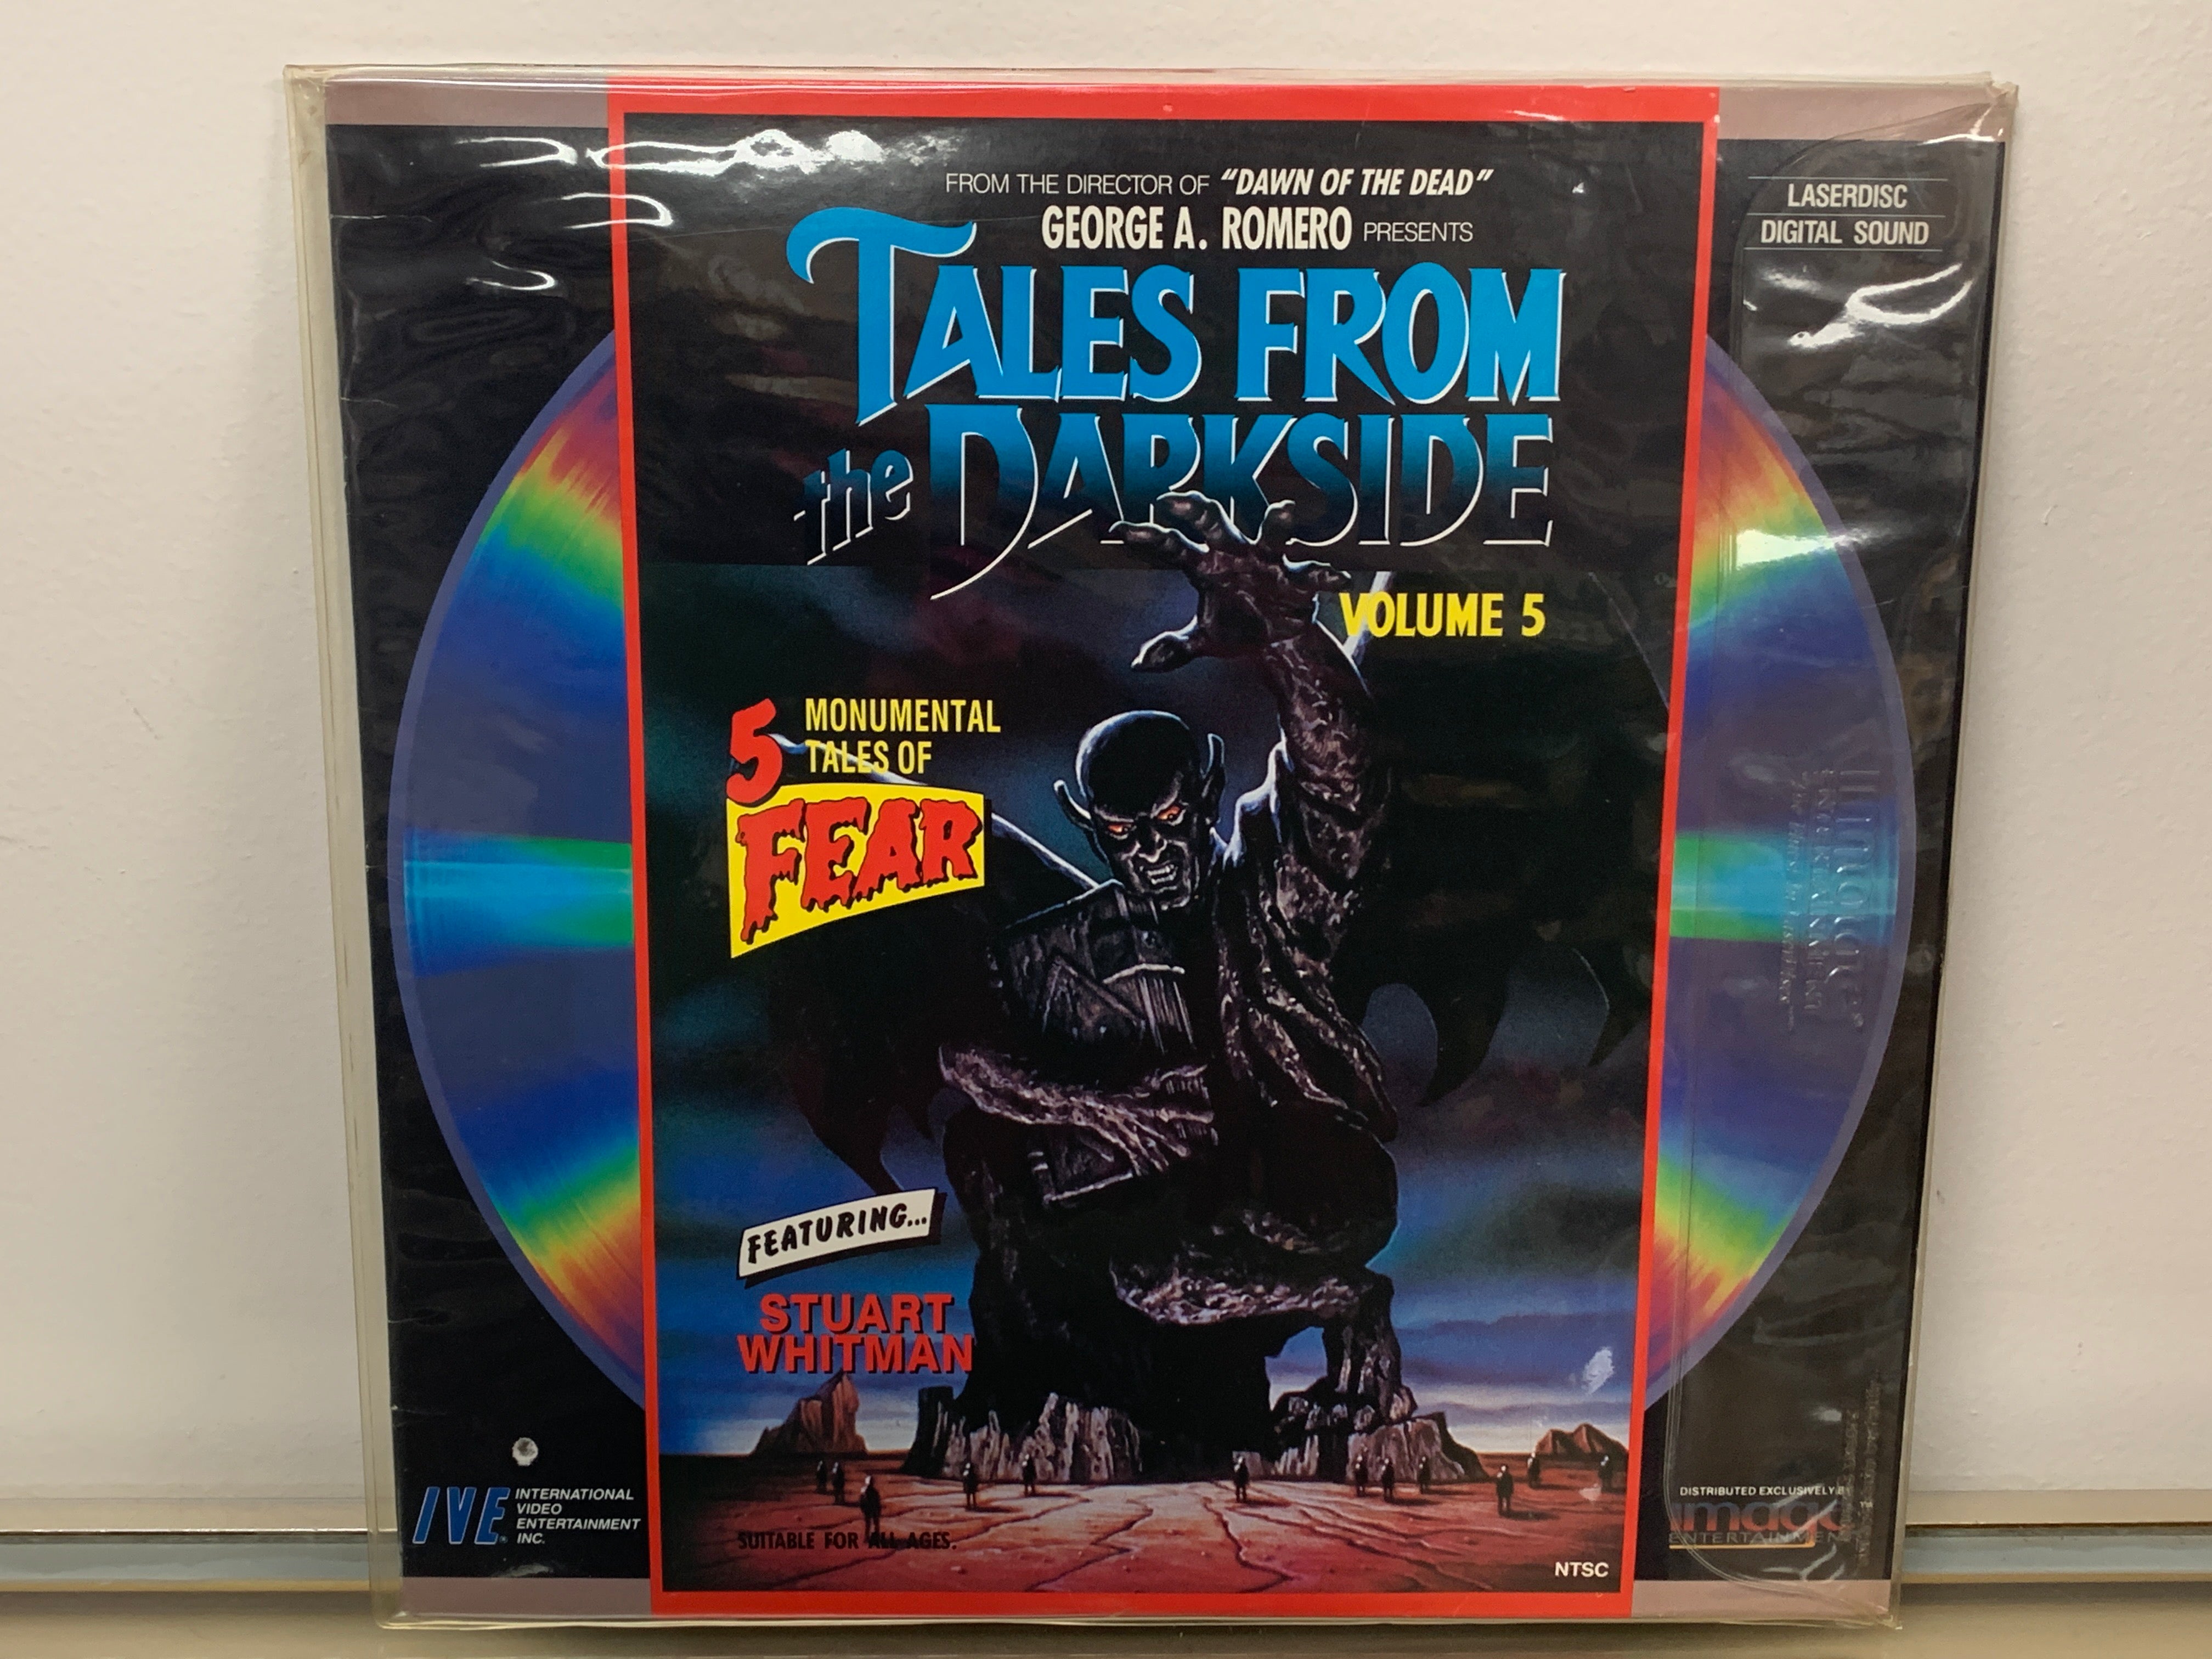 FROM THE DIRECTOR OF "DAWN OF THE DEAD"
GEORGE A. ROMERO PRESENTS
TALES FROM
the DARKSIDE
VOLUME 5
LASERDISC
DIGITAL SOUND
5 MONUMENTAL
TALES OF
FEAR
FEATURING...
STUART
WHITMAN
IVE
INTERNATIONAL
VIDEO
ENTERTAINMENT
INC.
SUITABLE FOR ALL AGES.
NTSC
DISTRIBUTED EXCLUSIVELY BY
image
ENTERTAINMENT